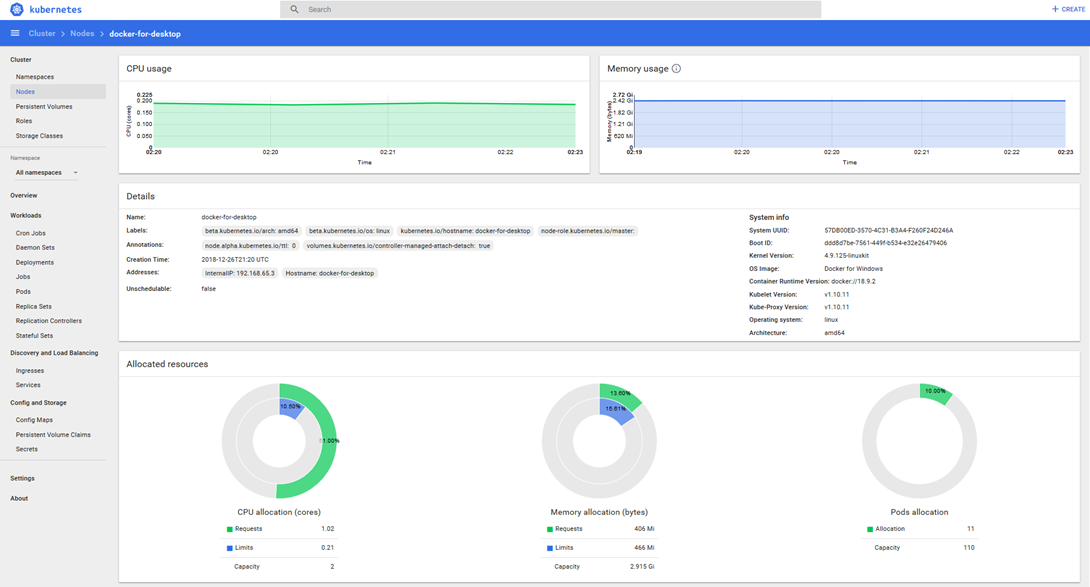 kubernetes
Search
+ CREATE
Cluster > Nodes > docker-for-desktop
Cluster
Namespaces
Nodes
Persistent Volumes
Roles
Storage Classes
Namespace
All namespaces
Overview
Workloads
Cron Jobs
Daemon Sets
Deployments
Jobs
Pods
Replica Sets
Replication Controllers
Stateful Sets
Discovery and Load Balancing
Ingresses
Services
Config and Storage
Config Maps
Persistent Volume Claims
Secrets
Settings
About
CPU usage
CPU (cores)
0.225
0.200
0.150
0.100
0.050
0
02:20 02:20 02:21 02:22 02:23
Time
Memory usage
Memory (bytes)
2.72 Gi
2.42 Gi
1.82 Gi
1.21 Gi
620 Mi
0
02:19 02:20 02:20 02:21 02:22 02:23
Time
Details
Name: docker-for-desktop
Labels: beta.kubernetes.io/arch: amd64 beta.kubernetes.io/os: linux kubernetes.io/hostname: docker-for-desktop node-role.kubernetes.io/master:
Annotations: node.alpha.kubernetes.io/ttl: 0 volumes.kubernetes.io/controller-managed-attach-detach: true
Creation Time: 2018-12-26T21:20 UTC
Addresses: InternalIP: 192.168.65.3 Hostname: docker-for-desktop
Unschedulable: false
System info
System UUID: 57DB00ED-3570-4C31-B3A4-F260F24D246A
Boot ID: ddd8d7be-7561-449f-b534-e32e26479406
Kernel Version: 4.9.125-linuxkit
OS Image: Docker for Windows
Container Runtime Version: docker://18.9.2
Kubelet Version: v1.10.11
Kube-Proxy Version: v1.10.11
Operating system: linux
Architecture: amd64
Allocated resources
10.50%
51.00%
CPU allocation (cores)
Requests 1.02
Limits 0.21
Capacity 2
13.60%
15.61%
Memory allocation (bytes)
Requests 406 Mi
Limits 466 Mi
Capacity 2.915 Gi
10.00%
Pods allocation
Allocation 11
Capacity 110